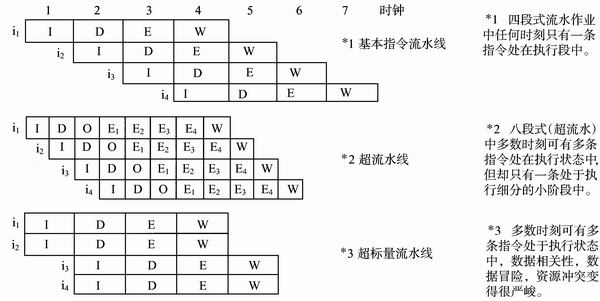 1 2 3 4 5 6 7 时钟
i1 I D E W
i2 I D E W
i3 I D E W
i4 I D E W
*1 基本指令流水线
*1 四段式流水作业
中任何时刻只有一条
指令处在执行段中。
i1 I D O E1 E2 E3 E4 W
i2 I D O E1 E2 E3 E4 W
i3 I D O E1 E2 E3 E4 W
i4 I D O E1 E2 E3 E4 W
*2 超流水线
*2 八段式(超流水)
中多数时刻可有多条
指令处在执行状态中,
但却只有一条处于执
行细分的小阶段中。
i1 I D E W
i2 I D E W
i3 I D E W
i4 I D E W
*3 超标量流水线
*3 多数时刻可有多
条指令处于执行状态
中，数据相关性，数
据冒险，资源冲突变
得很严峻。